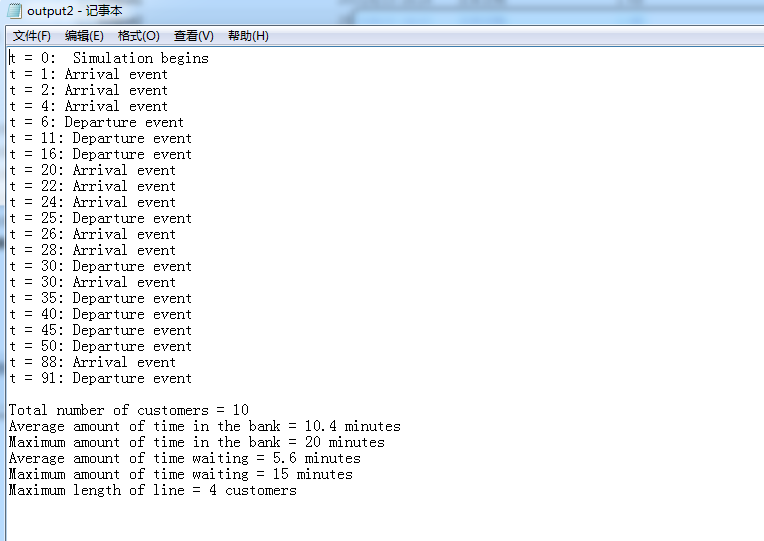 output2 - 记事本
文件(F) 编辑(E) 格式(O) 查看(V) 帮助(H)
t = 0:  Simulation begins
t = 1: Arrival event
t = 2: Arrival event
t = 4: Arrival event
t = 6: Departure event
t = 11: Departure event
t = 16: Departure event
t = 20: Arrival event
t = 22: Arrival event
t = 24: Arrival event
t = 25: Departure event
t = 26: Arrival event
t = 28: Arrival event
t = 30: Departure event
t = 30: Arrival event
t = 35: Departure event
t = 40: Departure event
t = 45: Departure event
t = 50: Departure event
t = 88: Arrival event
t = 91: Departure event
Total number of customers = 10
Average amount of time in the bank = 10.4 minutes
Maximum amount of time in the bank = 20 minutes
Average amount of time waiting = 5.6 minutes
Maximum amount of time waiting = 15 minutes
Maximum length of line = 4 customers